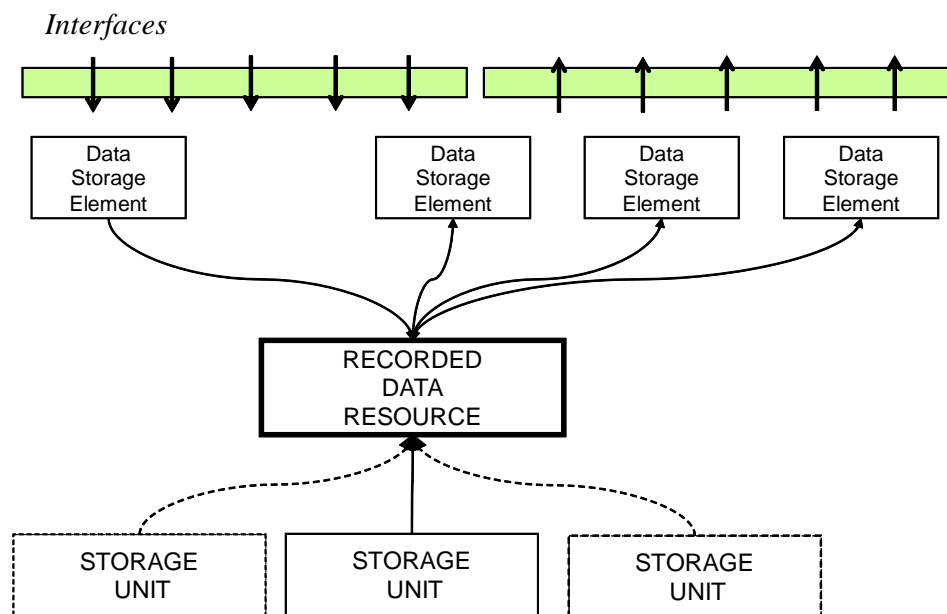 Interfaces
Data
Storage
Element
Data
Storage
Element
Data
Storage
Element
Data
Storage
Element
RECORDED
DATA
RESOURCE
STORAGE
UNIT
STORAGE
UNIT
STORAGE
UNIT